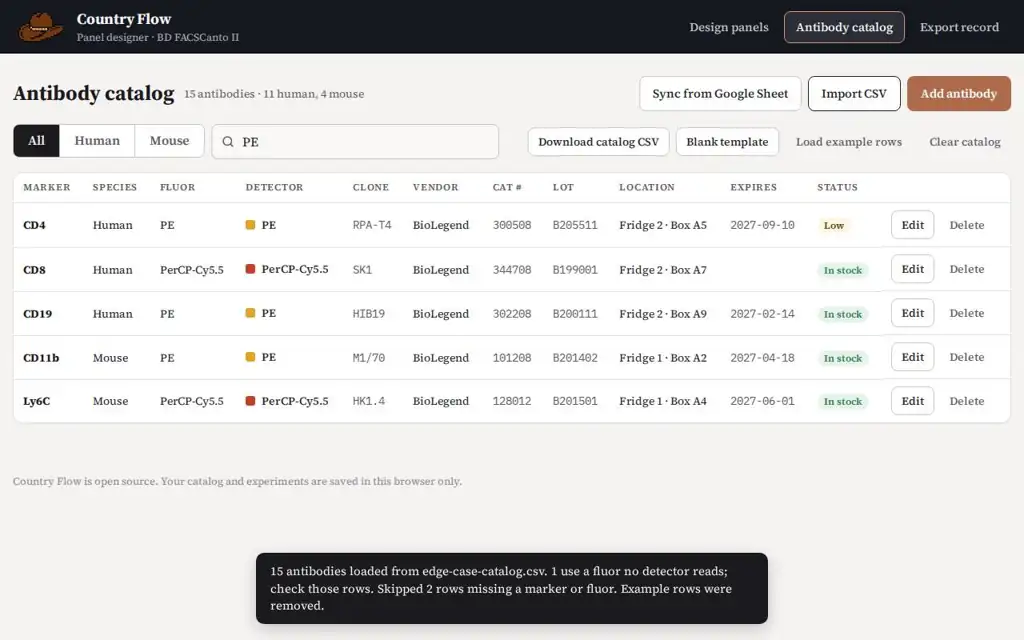 Country Flow
Panel designer · BD FACSCanto II
Design panels
Antibody catalog
Export record
Antibody catalog
15 antibodies · 11 human, 4 mouse
Sync from Google Sheet
Import CSV
Add antibody
All
Human
Mouse
PE
Download catalog CSV
Blank template
Load example rows
Clear catalog
MARKER SPECIES FLUOR DETECTOR CLONE VENDOR CAT # LOT LOCATION EXPIRES STATUS
CD4 Human PE PE RPA-T4 BioLegend 300508 B205511 Fridge 2 · Box A5 2027-09-10 Low Edit Delete
CD8 Human PerCP-Cy5.5 PerCP-Cy5.5 SK1 BioLegend 344708 B199001 Fridge 2 · Box A7 In stock Edit Delete
CD19 Human PE PE HIB19 BioLegend 302208 B200111 Fridge 2 · Box A9 2027-02-14 In stock Edit Delete
CD11b Mouse PE PE M1/70 BioLegend 101208 B201402 Fridge 1 · Box A2 2027-04-18 In stock Edit Delete
Ly6C Mouse PerCP-Cy5.5 PerCP-Cy5.5 HK1.4 BioLegend 128012 B201501 Fridge 1 · Box A4 2027-06-01 In stock Edit Delete
Country Flow is open source. Your catalog and experiments are saved in this browser only.
15 antibodies loaded from edge-case-catalog.csv. 1 use a fluor no detector reads;
check those rows. Skipped 2 rows missing a marker or fluor. Example rows were
removed.